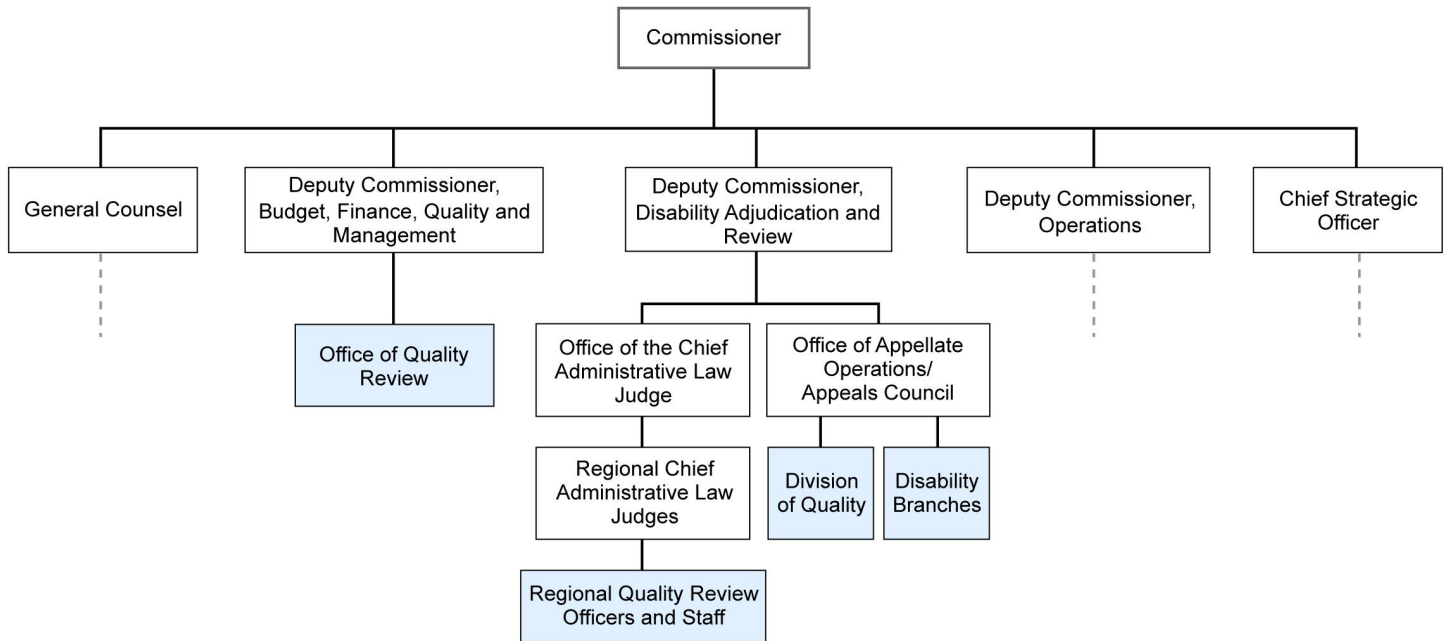 Commissioner
General Counsel
Deputy Commissioner,
Budget, Finance, Quality and
Management
Deputy Commissioner,
Disability Adjudication and
Review
Deputy Commissioner,
Operations
Chief Strategic
Officer
Office of Quality
Review
Office of the Chief
Administrative Law
Judge
Office of Appellate
Operations/
Appeals Council
Regional Chief
Administrative Law
Judges
Division
of Quality
Disability
Branches
Regional Quality Review
Officers and Staff